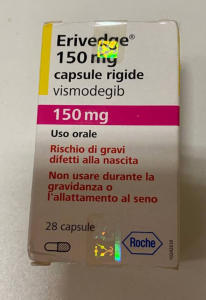 Erivedge®
150 mg
capsule rigide
vismodegib
150 mg
Uso orale
Rischio di gravi
difetti alla nascita
Non usare durante la
gravidanza o
l'allattamento al seno
28 capsule
Roche